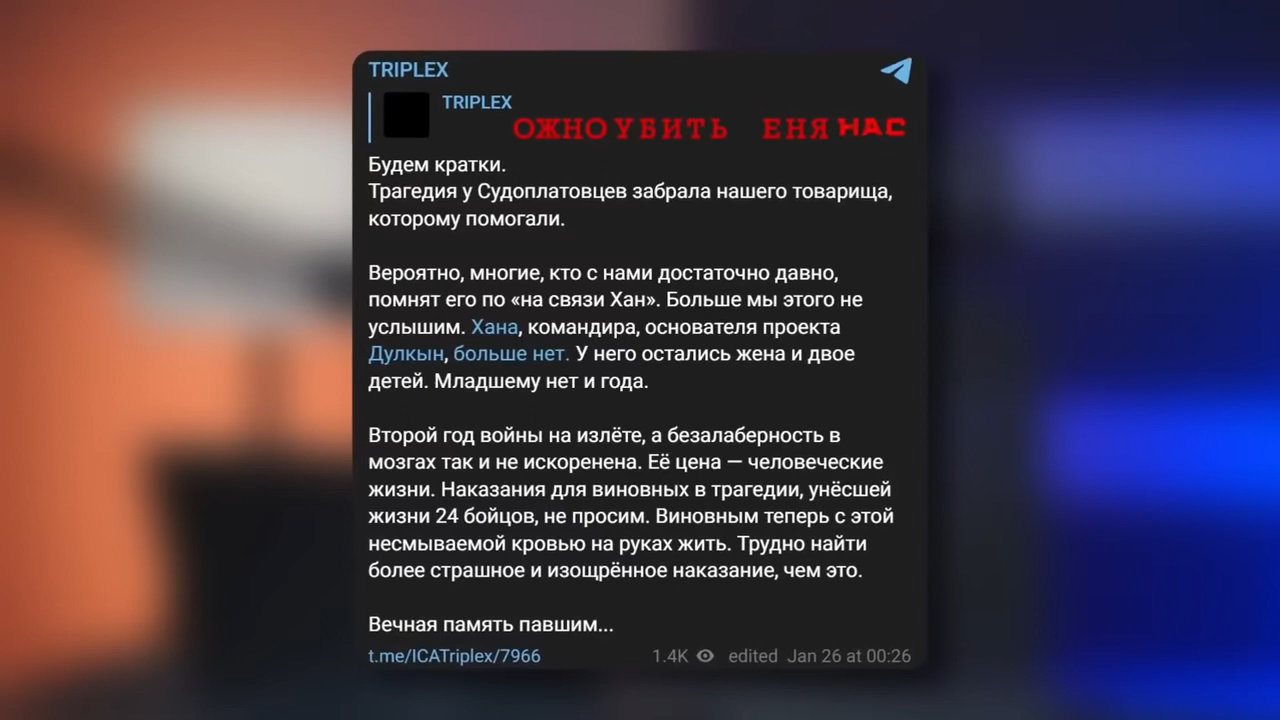 TRIPLEX
TRIPLEX
ОЖНО УБИТЬ ЕНЯ НАС
Будем кратки.
Трагедия у Судоплатовцев забрала нашего товарища,
которому помогали.
Вероятно, многие, кто с нами достаточно давно,
помнят его по «на связи Хан». Больше мы этого не
услышим. Хана, командира, основателя проекта
Дулкын, больше нет. У него остались жена и двое
детей. Младшему нет и года.
Второй год войны на излёте, а безалаберность в
мозгах так и не искоренена. Её цена — человеческие
жизни. Наказания для виновных в трагедии, унёсшей
жизни 24 бойцов, не просим. Виновным теперь с этой
несмываемой кровью на руках жить. Трудно найти
более страшное и изощрённое наказание, чем это.
Вечная память павшим...
t.me/ICATriplex/7966 1.4K edited Jan 26 at 00:26